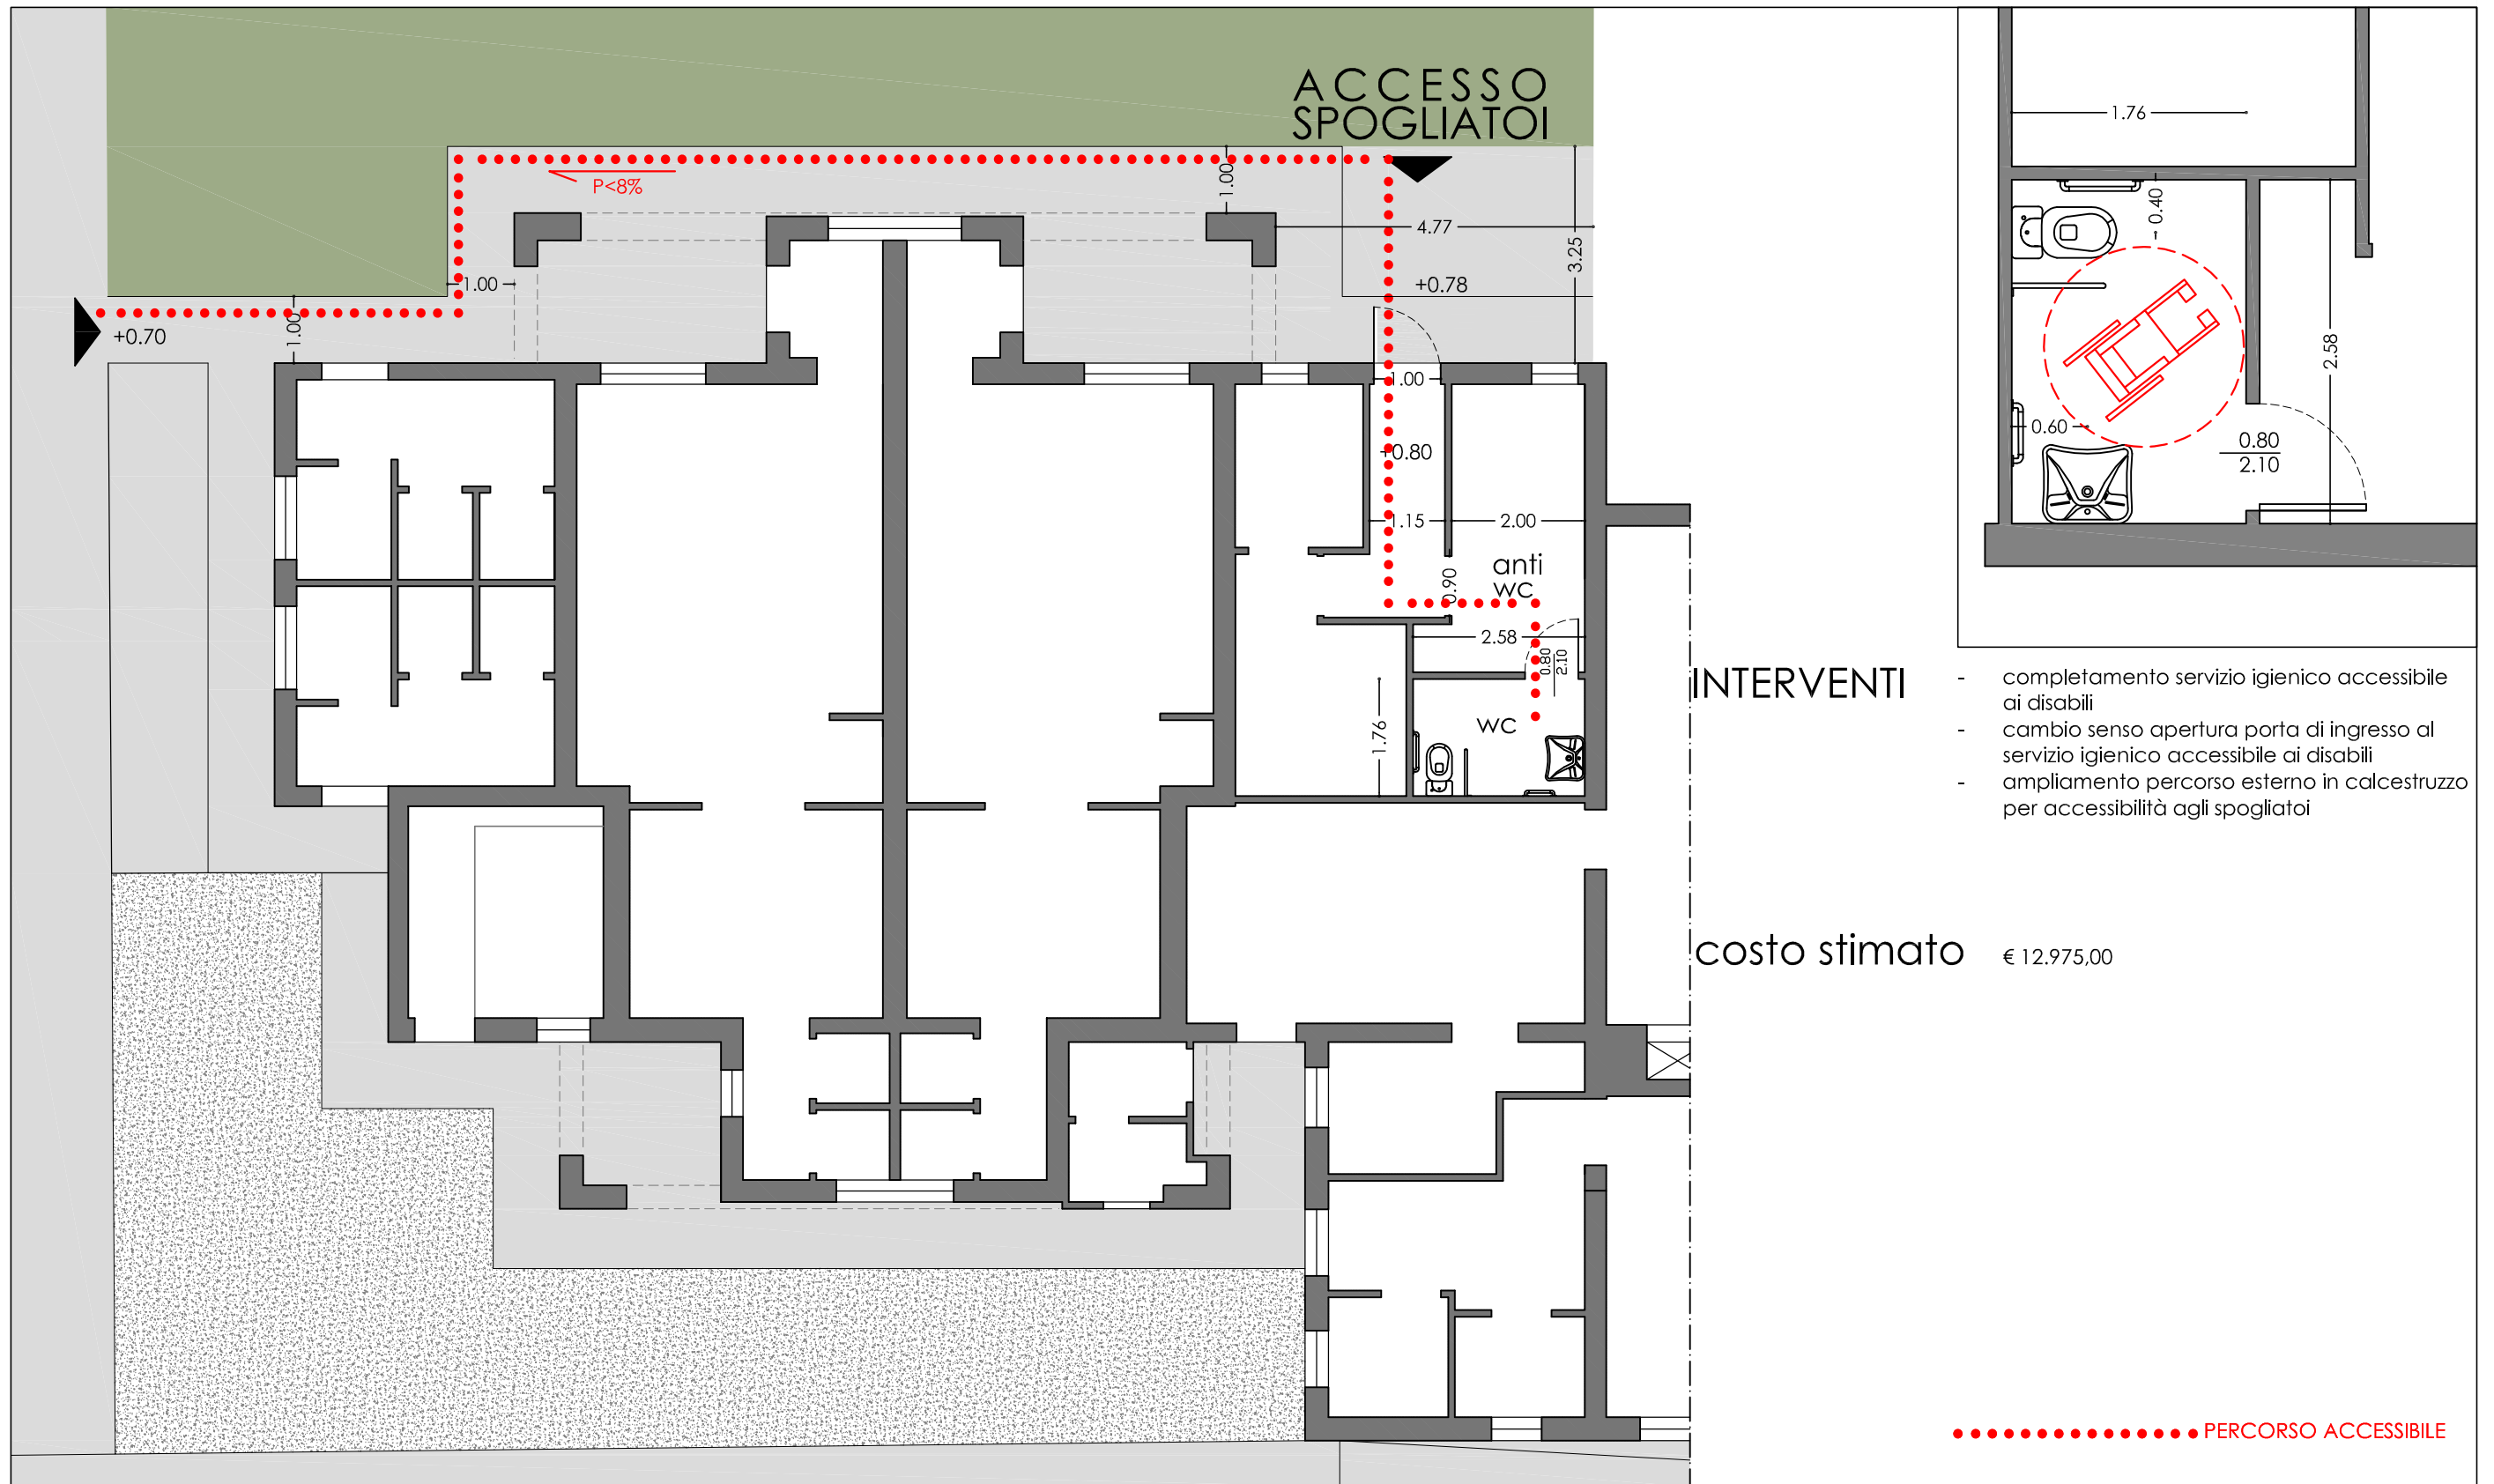 ACCESSO
SPOGLIATOI
P<8%
1.00
4.77
3.25
1.00
+0.78
+0.70
1.00
1.00
+0.80
1.15
2.00
anti
wc
0.90
2.58
0.80
2.10
wc
1.76
1.76
0.40
2.58
0.60
0.80
2.10
INTERVENTI
- completamento servizio igienico accessibile
ai disabili
- cambio senso apertura porta di ingresso al
servizio igienico accessibile ai disabili
- ampliamento percorso esterno in calcestruzzo
per accessibilità agli spogliatoi
costo stimato € 12.975,00
PERCORSO ACCESSIBILE